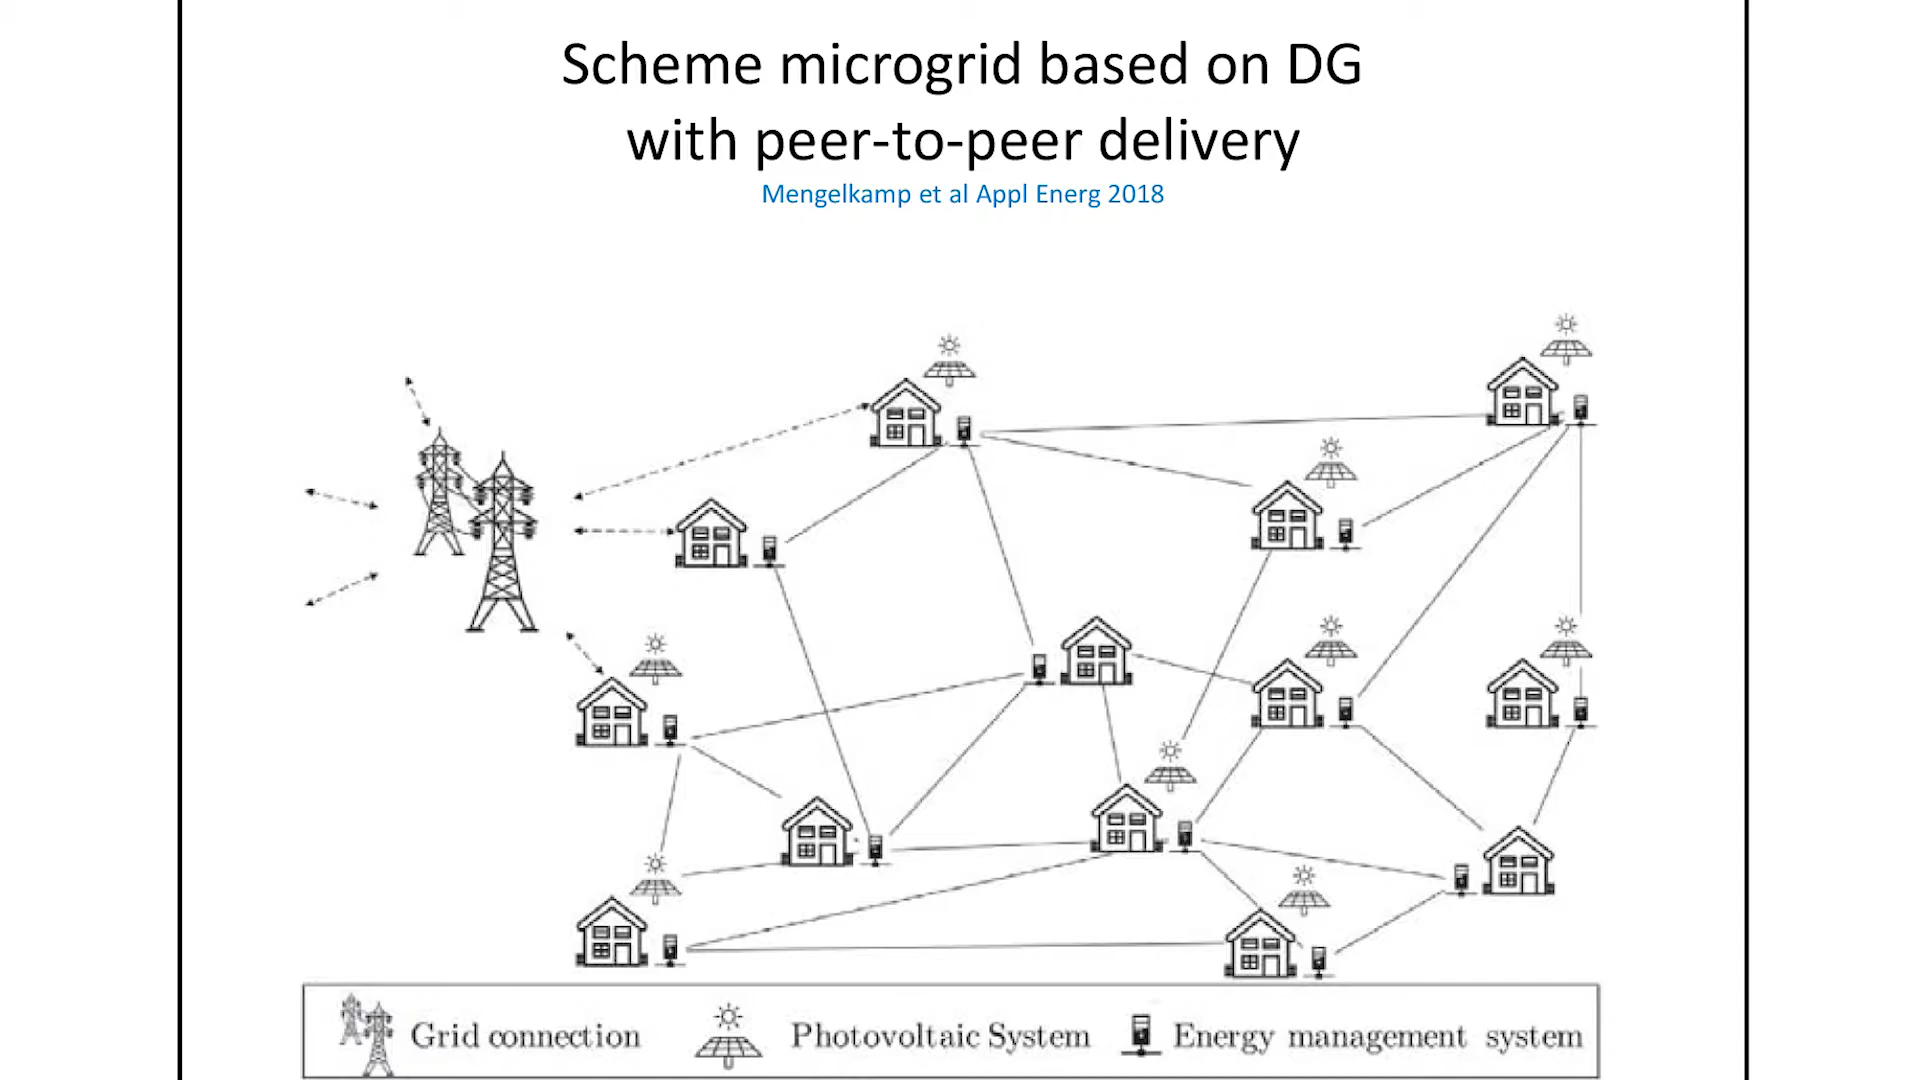 Scheme microgrid based on DG
with peer-to-peer delivery
Mengelkamp et al Appl Energ 2018
Grid connection
Photovoltaic System
Energy management system